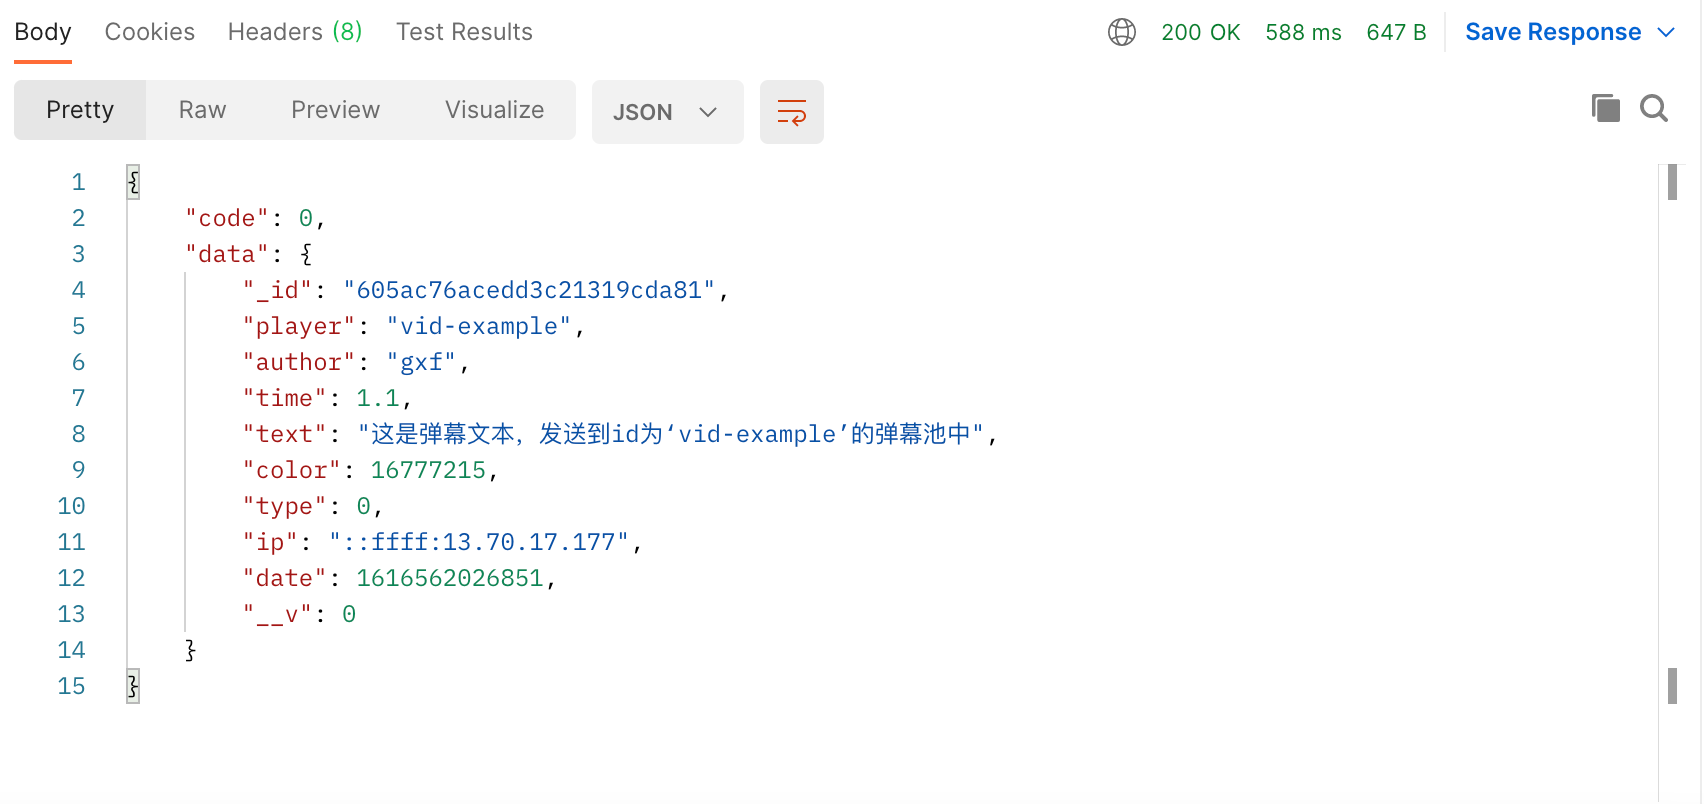 Body Cookies Headers (8) Test Results 200 OK 588 ms 647 B Save Response
Pretty Raw Preview Visualize JSON
1 {
2 "code": 0,
3 "data": {
4 "_id": "605ac76acedd3c21319cda81",
5 "player": "vid-example",
6 "author": "gxf",
7 "time": 1.1,
8 "text": "这是弹幕文本，发送到id为‘vid-example’的弹幕池中",
9 "color": 16777215,
10 "type": 0,
11 "ip": "::ffff:13.70.17.177",
12 "date": 1616562026851,
13 "__v": 0
14 }
15 }